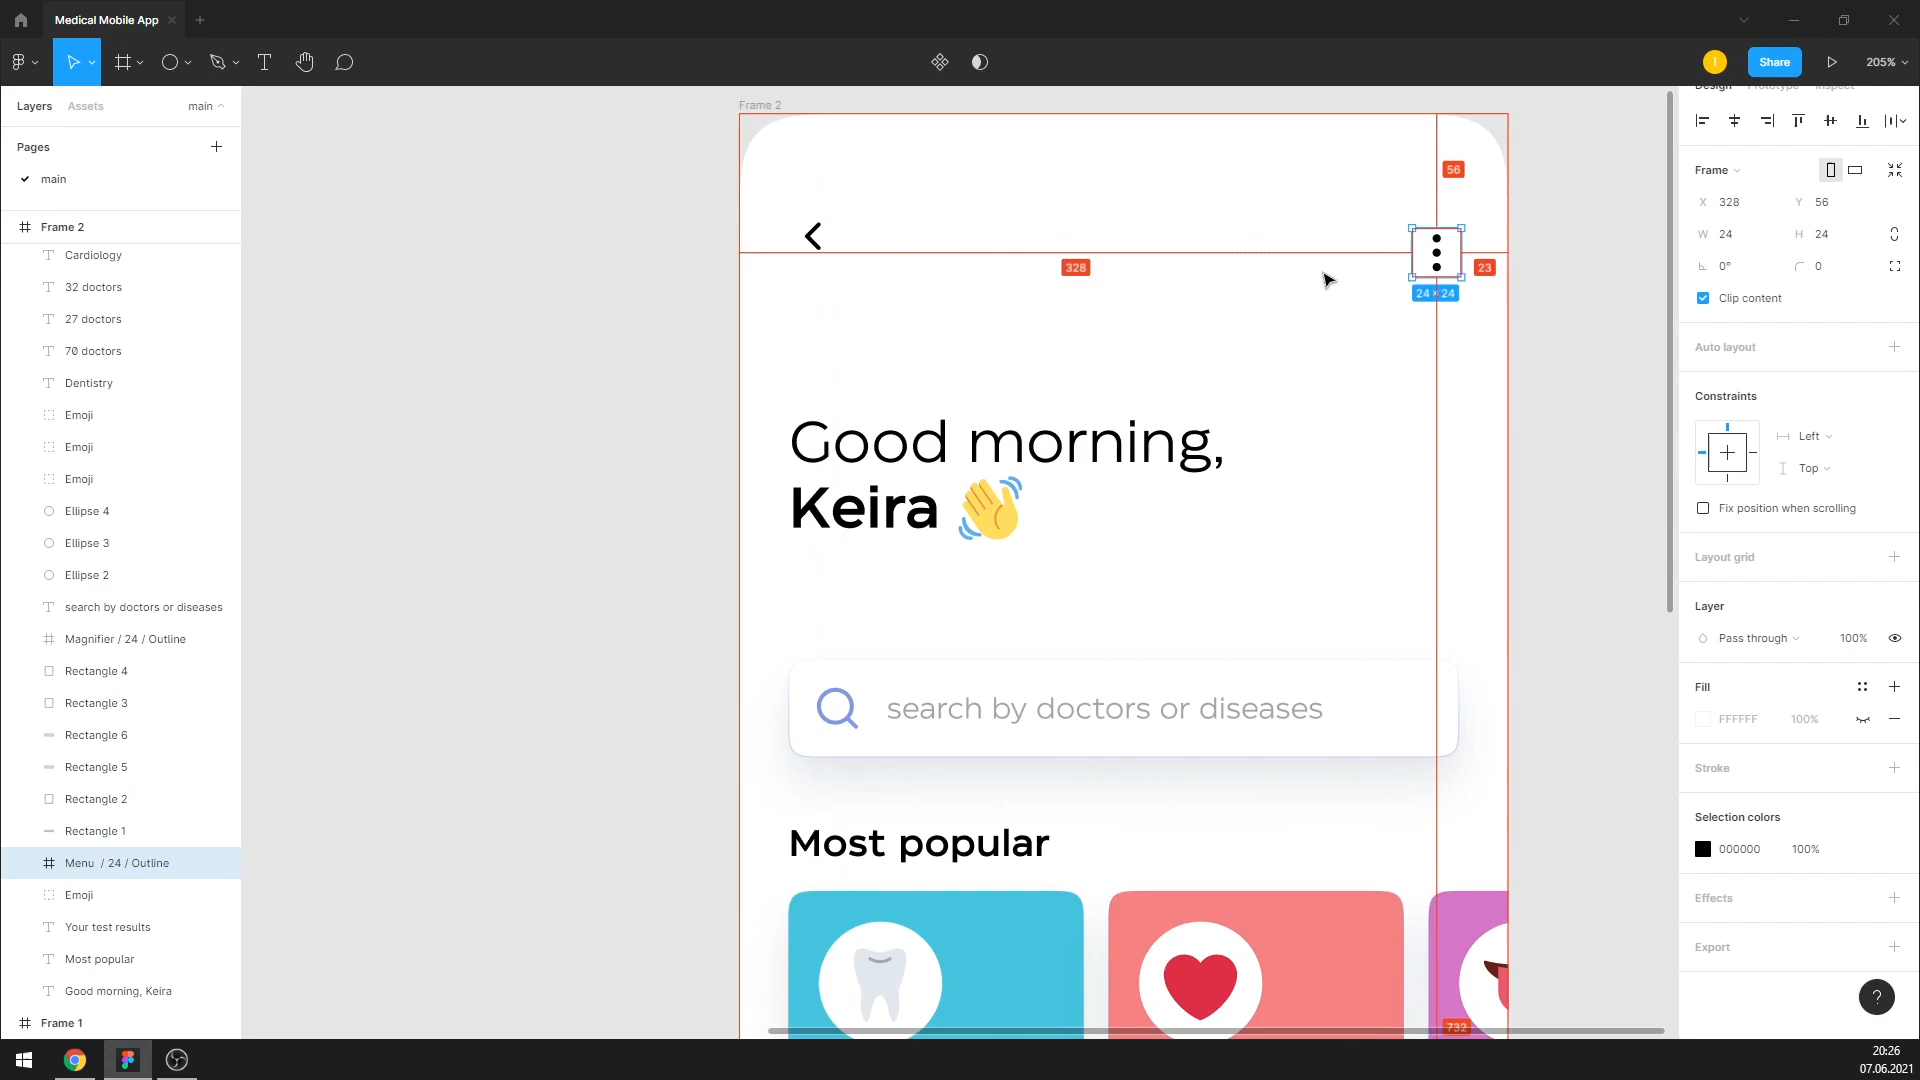 Medical Mobile App
Share
205%
Layers
Assets
main
Pages
main
Frame 2
Cardiology
32 doctors
27 doctors
70 doctors
Dentistry
Emoji
Emoji
Emoji
Ellipse 4
Ellipse 3
Ellipse 2
search by doctors or diseases
Magnifier / 24 / Outline
Rectangle 4
Rectangle 3
Rectangle 6
Rectangle 5
Rectangle 2
Rectangle 1
Menu / 24 / Outline
Emoji
Your test results
Most popular
Good morning, Keira
Frame 1
Frame 2
56
328
23
24 × 24
Good morning,
Keira
search by doctors or diseases
Most popular
732
Design Prototype Inspect
Frame
X 328 Y 56
W 24 H 24
0° 0
Clip content
Auto layout
Constraints
Left
Top
Fix position when scrolling
Layout grid
Layer
Pass through 100%
Fill
FFFFFF 100%
Stroke
Selection colors
000000 100%
Effects
Export
?
20:26
07.06.2021